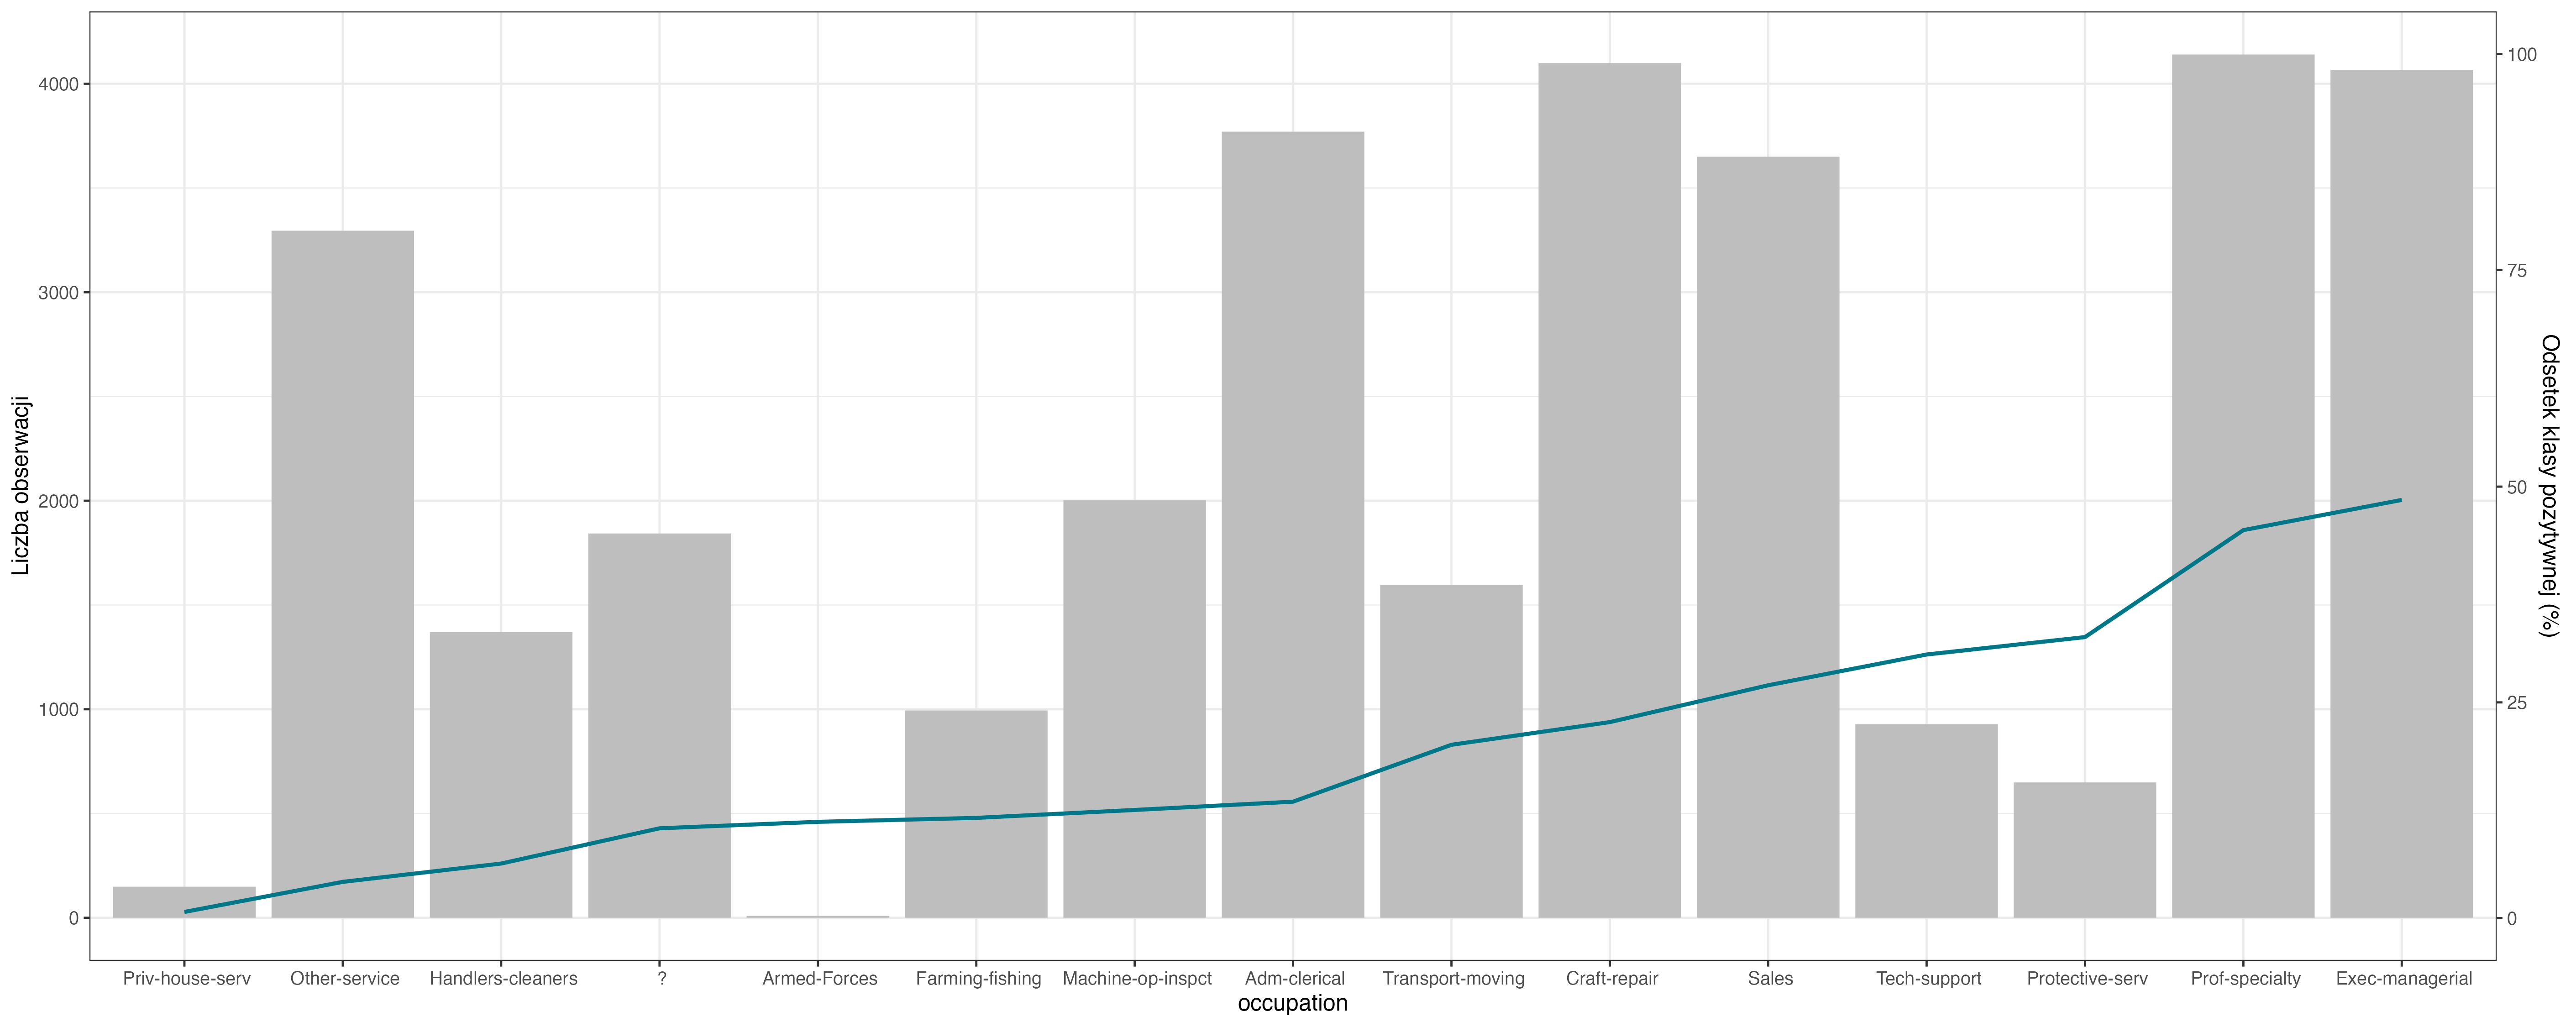 Liczba obserwacji
4000
3000
2000
1000
0
100
75
50
25
0
Odsetek klasy pozytywnej (%)
Priv-house-serv Other-service Handlers-cleaners ? Armed-Forces Farming-fishing Machine-op-inspct Adm-clerical Transport-moving Craft-repair Sales Tech-support Protective-serv Prof-specialty Exec-managerial
occupation